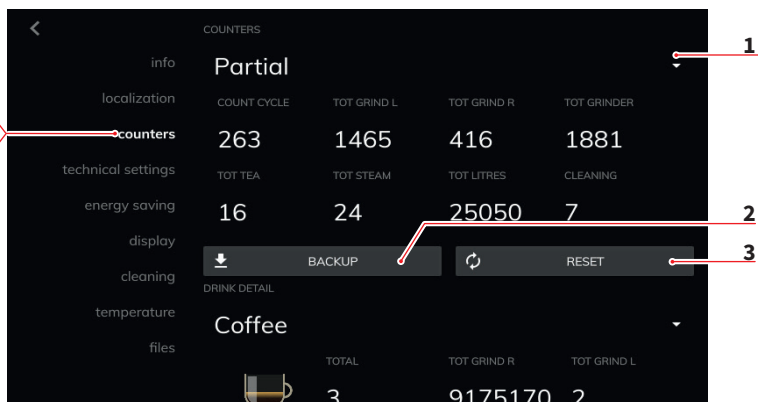 COUNTERS
1
info
Partial
localization
COUNT CYCLE TOT GRIND L TOT GRIND R TOT GRINDER
counters
263 1465 416 1881
technical settings
TOT TEA TOT STEAM TOT LITRES CLEANING
energy saving
16 24 25050 7
2
display
BACKUP RESET
3
cleaning
DRINK DETAIL
temperature
Coffee
files
TOTAL TOT GRIND R TOT GRIND L
3 9175170 2